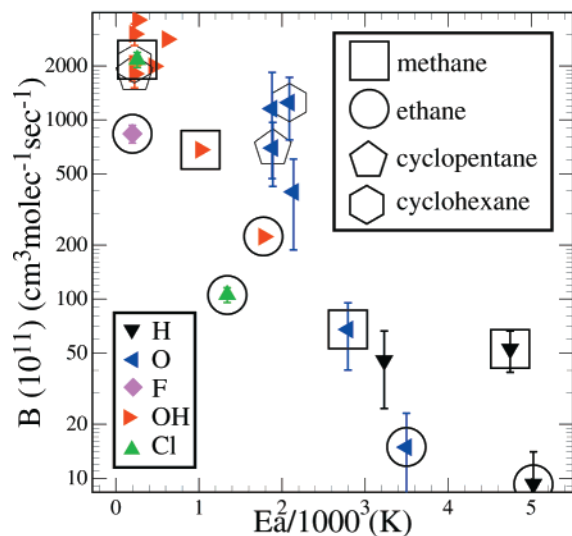 2000
1000
500
200
100
50
20
10
B (10¹¹) (cm³molec⁻¹sec⁻¹)
methane
ethane
cyclopentane
cyclohexane
H
O
F
OH
Cl
0 1 2 3 4 5
Ea/1000 (K)